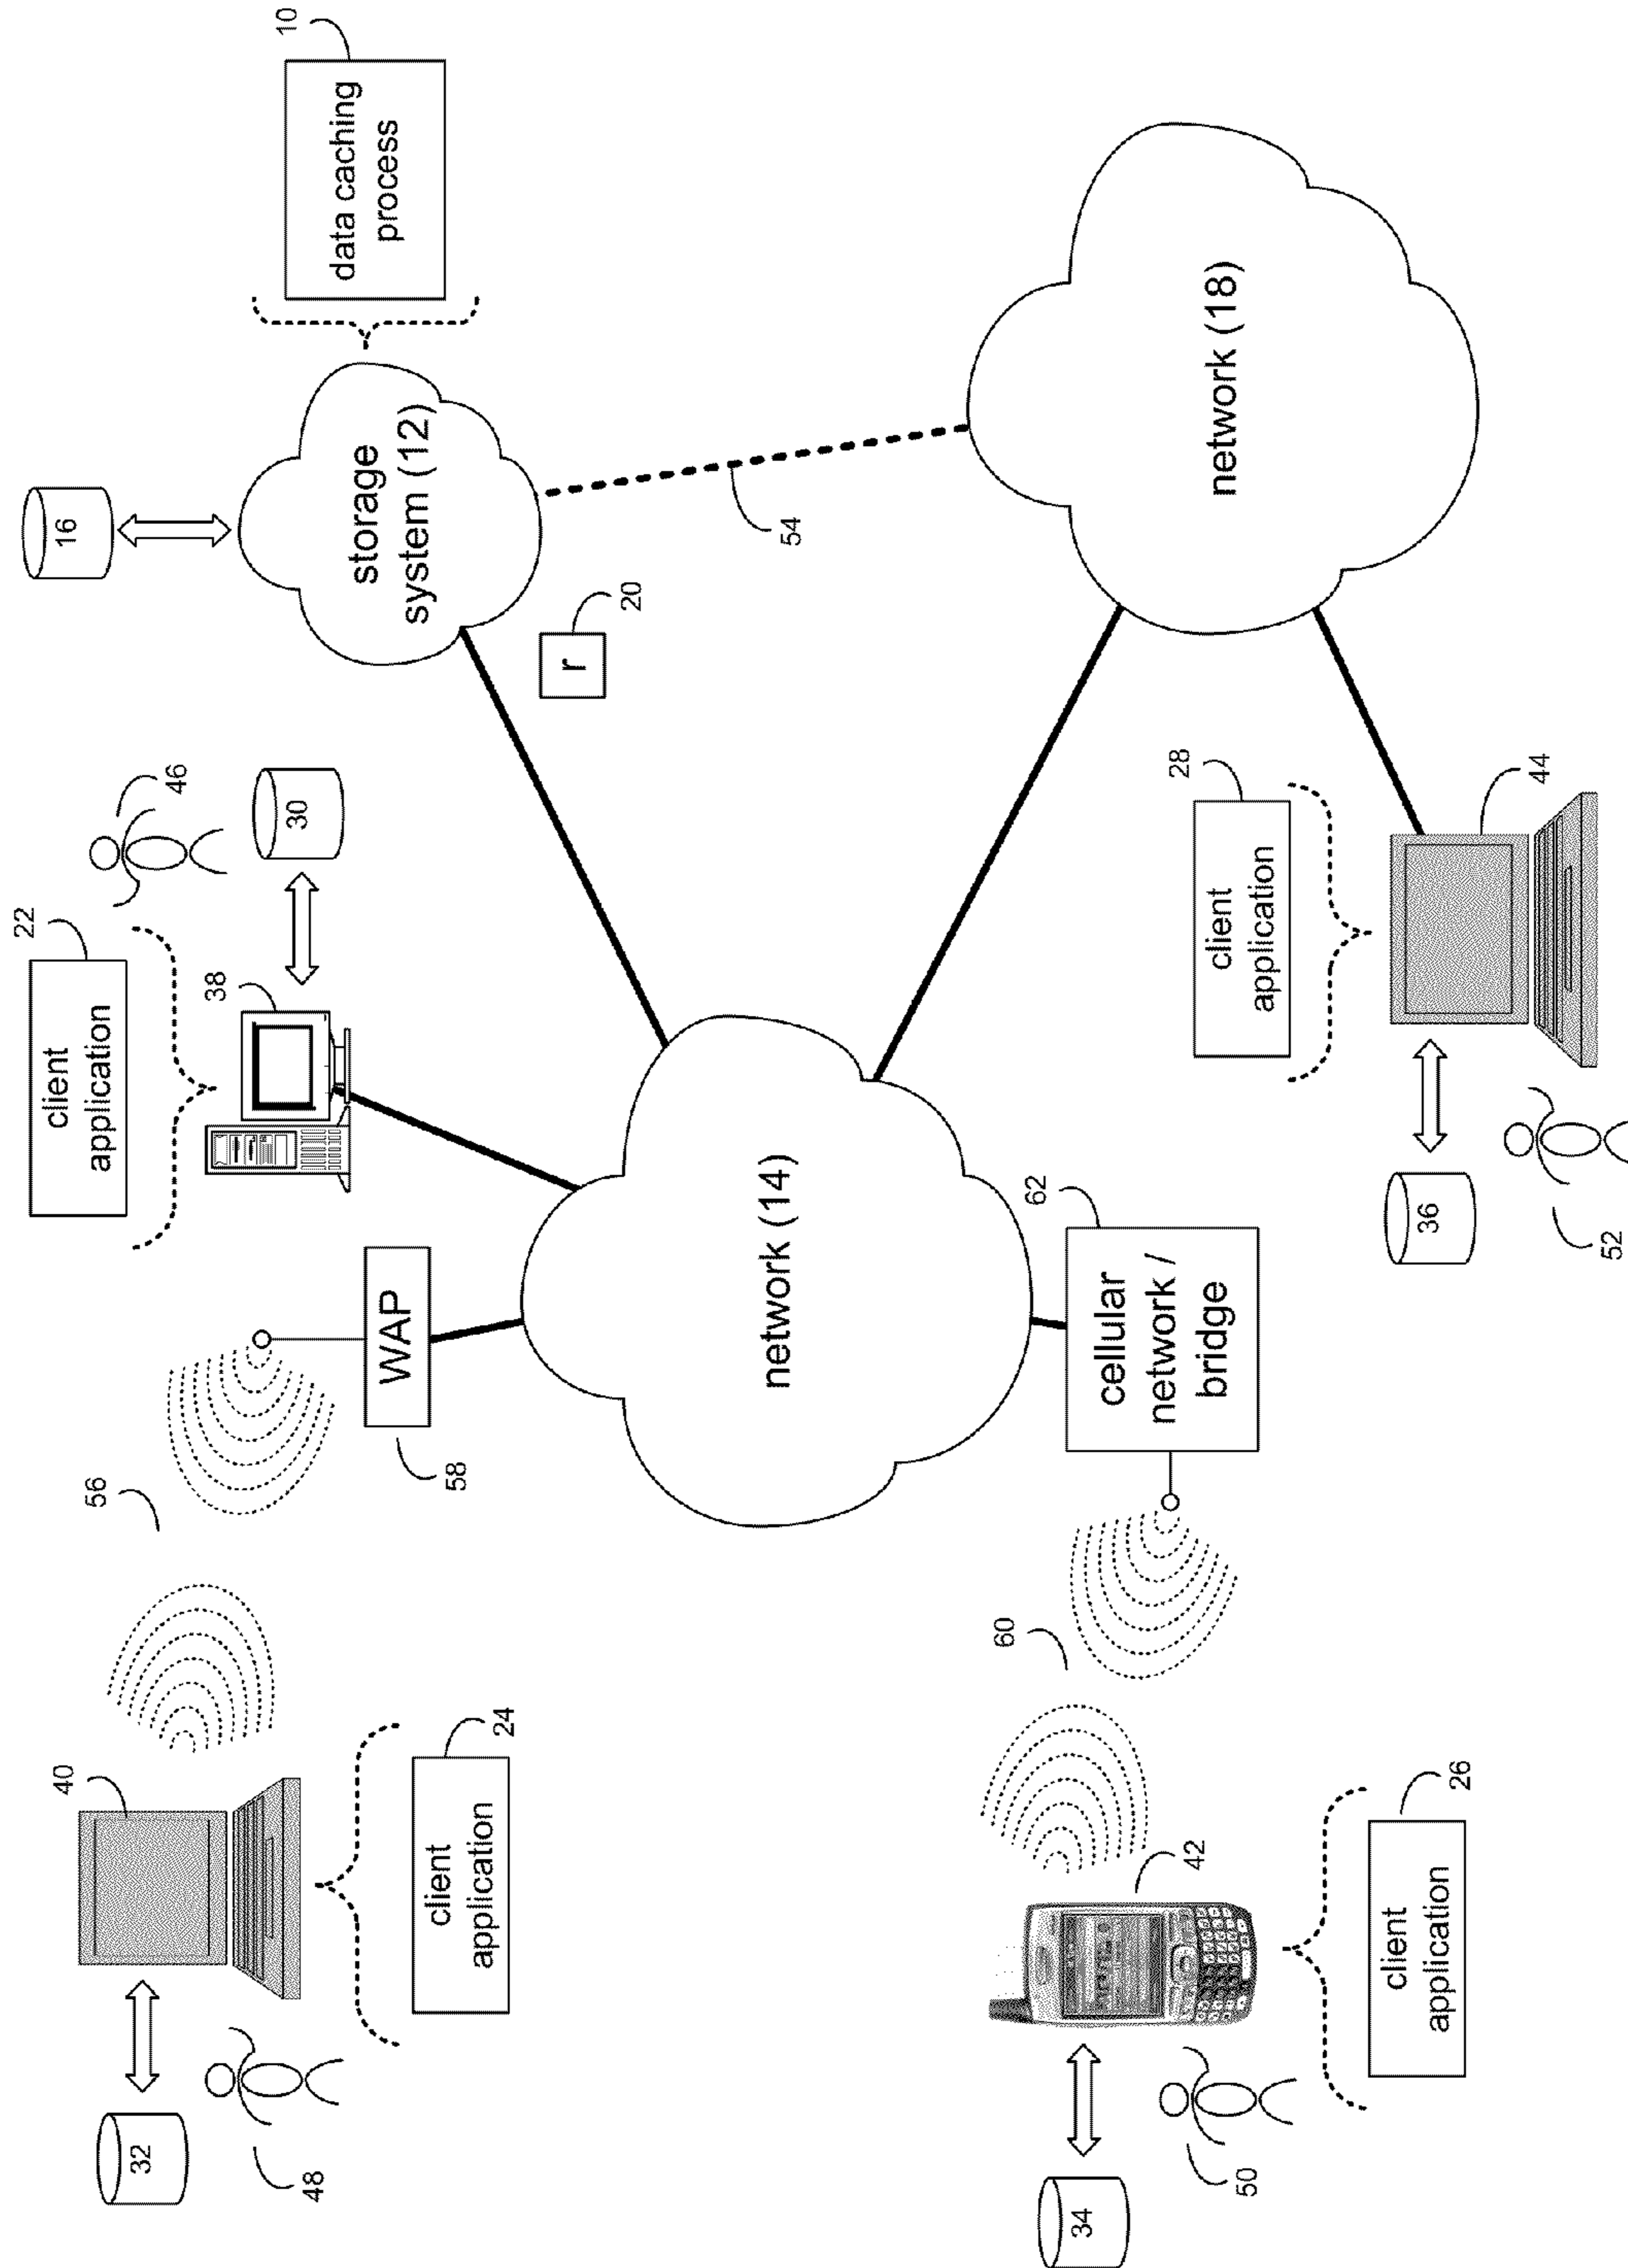 32
48
40
client
application
24
56
WAP
58
client
application
22
38
46
30
16
storage
system (12)
data caching
process
10
r
20
network (14)
54
34
50
42
client
application
26
60
cellular
network /
bridge
62
36
52
client
application
28
44
network (18)